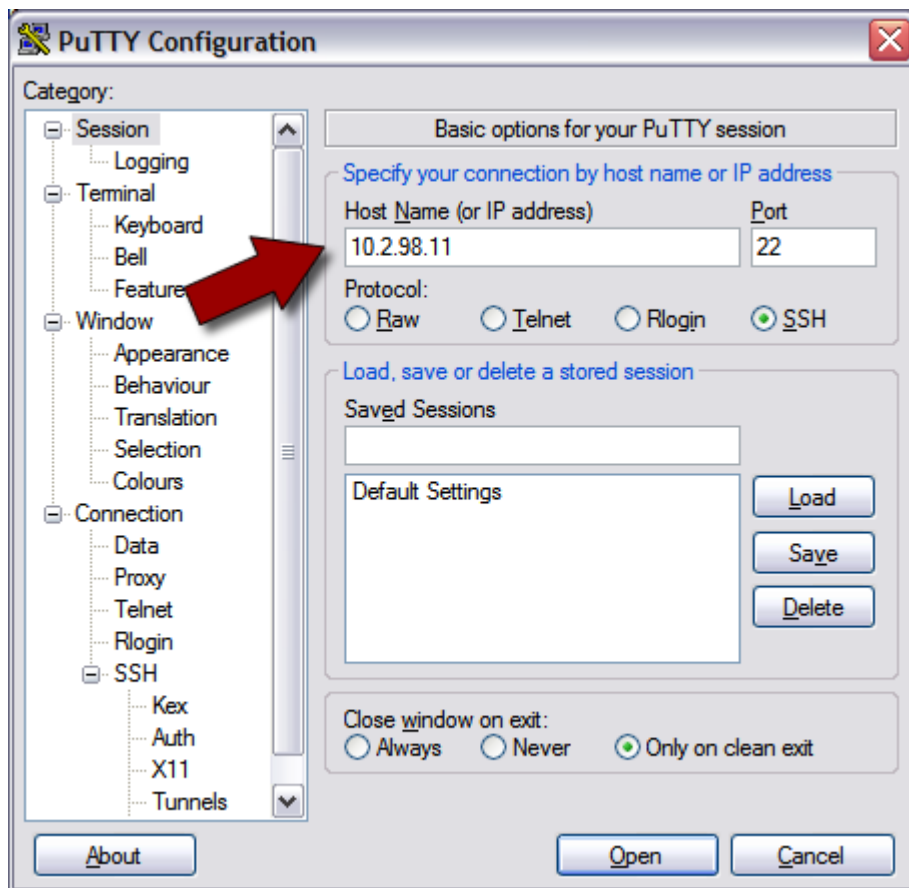 PuTTY Configuration
Category:
Session
Logging
Terminal
Keyboard
Bell
Window
Appearance
Behaviour
Translation
Selection
Colours
Connection
Data
Proxy
Telnet
Rlogin
SSH
Kex
Auth
X11
Tunnels
Basic options for your PuTTY session
Specify your connection by host name or IP address
Host Name (or IP address) Port
10.2.98.11 22
Protocol:
Raw Telnet Rlogin SSH
Load, save or delete a stored session
Saved Sessions
Default Settings
Load
Save
Delete
Close window on exit:
Always Never Only on clean exit
About Open Cancel